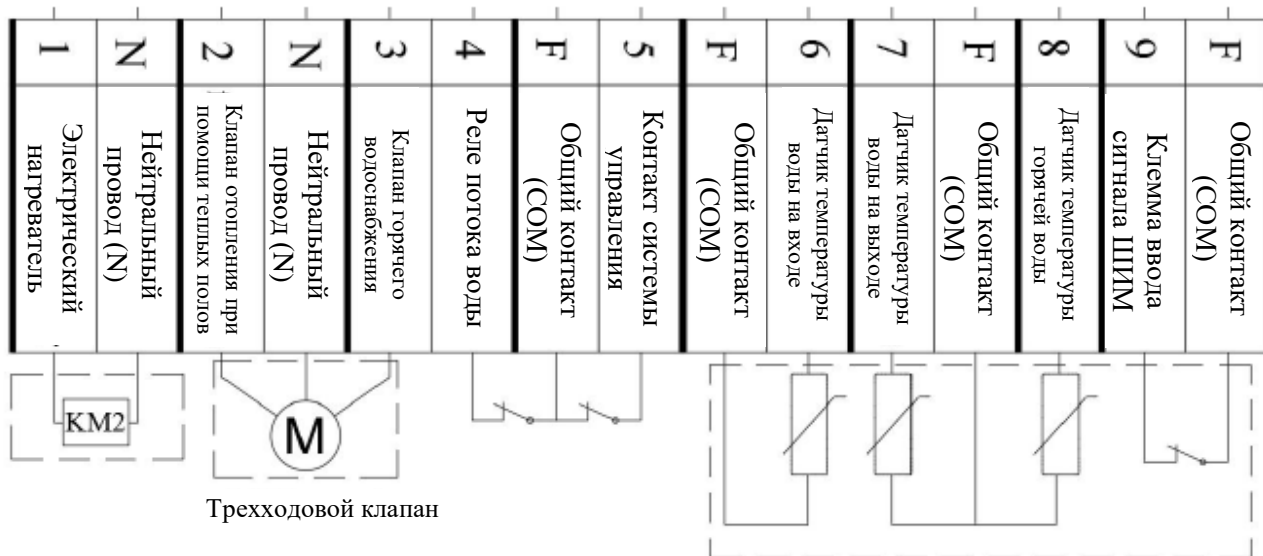 1
N
2
N
3
4
F
5
F
6
7
F
8
9
F
Электрический
нагреватель
Нейтральный
провод (N)
Клапан отопления при
помощи теплых полов
Нейтральный
провод (N)
Клапан горячего
водоснабжения
Реле потока воды
Общий контакт
(COM)
Контакт системы
управления
Общий контакт
(COM)
Датчик температуры
воды на входе
Датчик температуры
воды на выходе
Общий контакт
(COM)
Датчик температуры
горячей воды
Клемма ввода
сигнала ШИМ
Общий контакт
(COM)
KM2
M
Трехходовой клапан